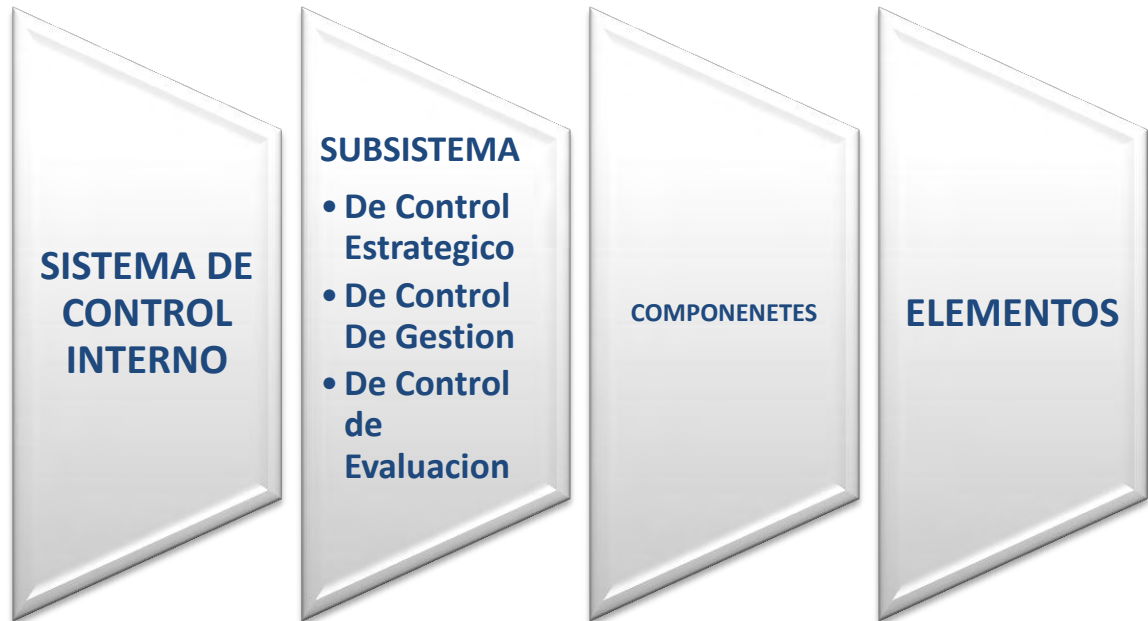 SISTEMA DE
CONTROL
INTERNO
SUBSISTEMA
• De Control
Estrategico
• De Control
De Gestion
• De Control
de
Evaluacion
COMPONENETES
ELEMENTOS